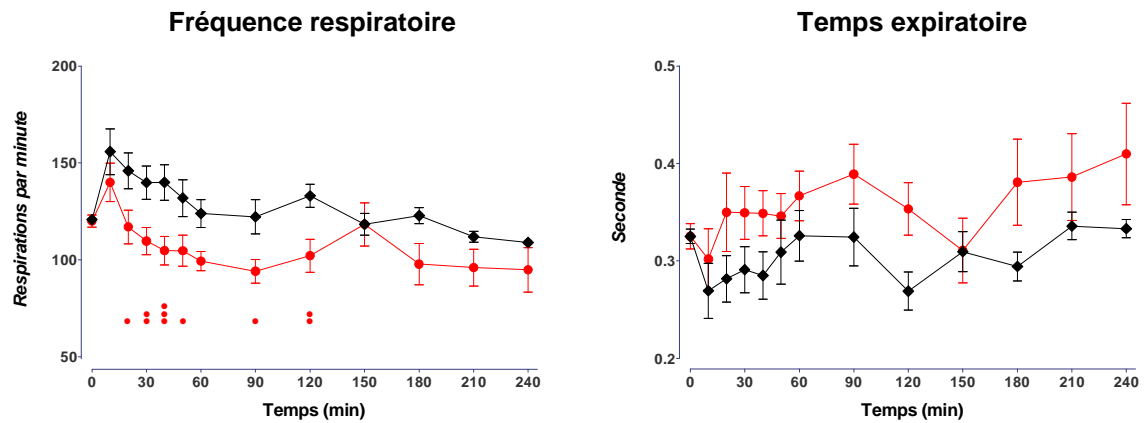 Fréquence respiratoire
200
150
100
50
Respirations par minute
0 30 60 90 120 150 180 210 240
Temps (min)
Temps expiratoire
0.5
0.4
0.3
0.2
Seconde
0 30 60 90 120 150 180 210 240
Temps (min)